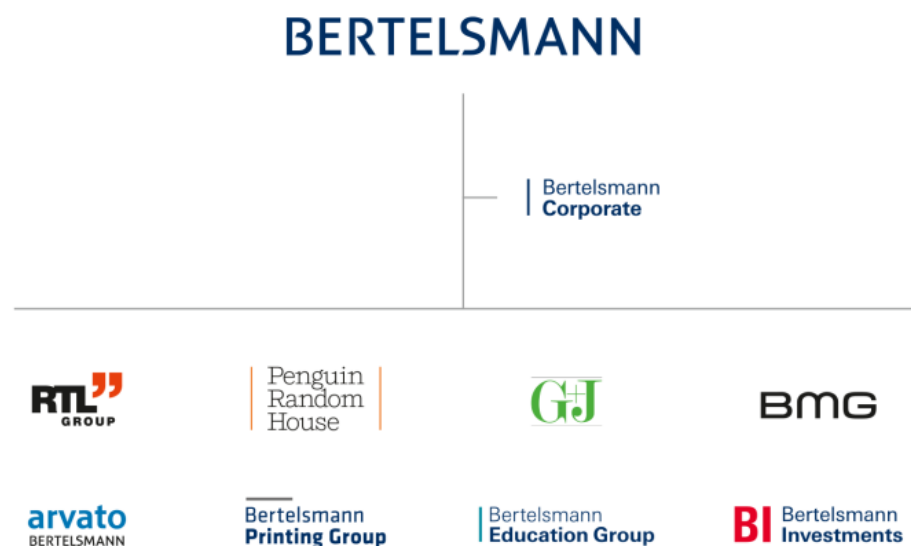 BERTELSMANN
Bertelsmann
Corporate
RTL
GROUP
Penguin
Random
House
G+J
BMG
arvato
BERTELSMANN
Bertelsmann
Printing Group
Bertelsmann
Education Group
BI
Bertelsmann
Investments